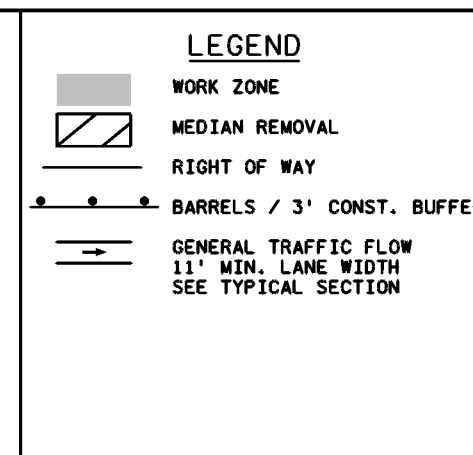 LEGEND
WORK ZONE
MEDIAN REMOVAL
RIGHT OF WAY
BARRELS / 3' CONST. BUFFE
GENERAL TRAFFIC FLOW
11' MIN. LANE WIDTH
SEE TYPICAL SECTION